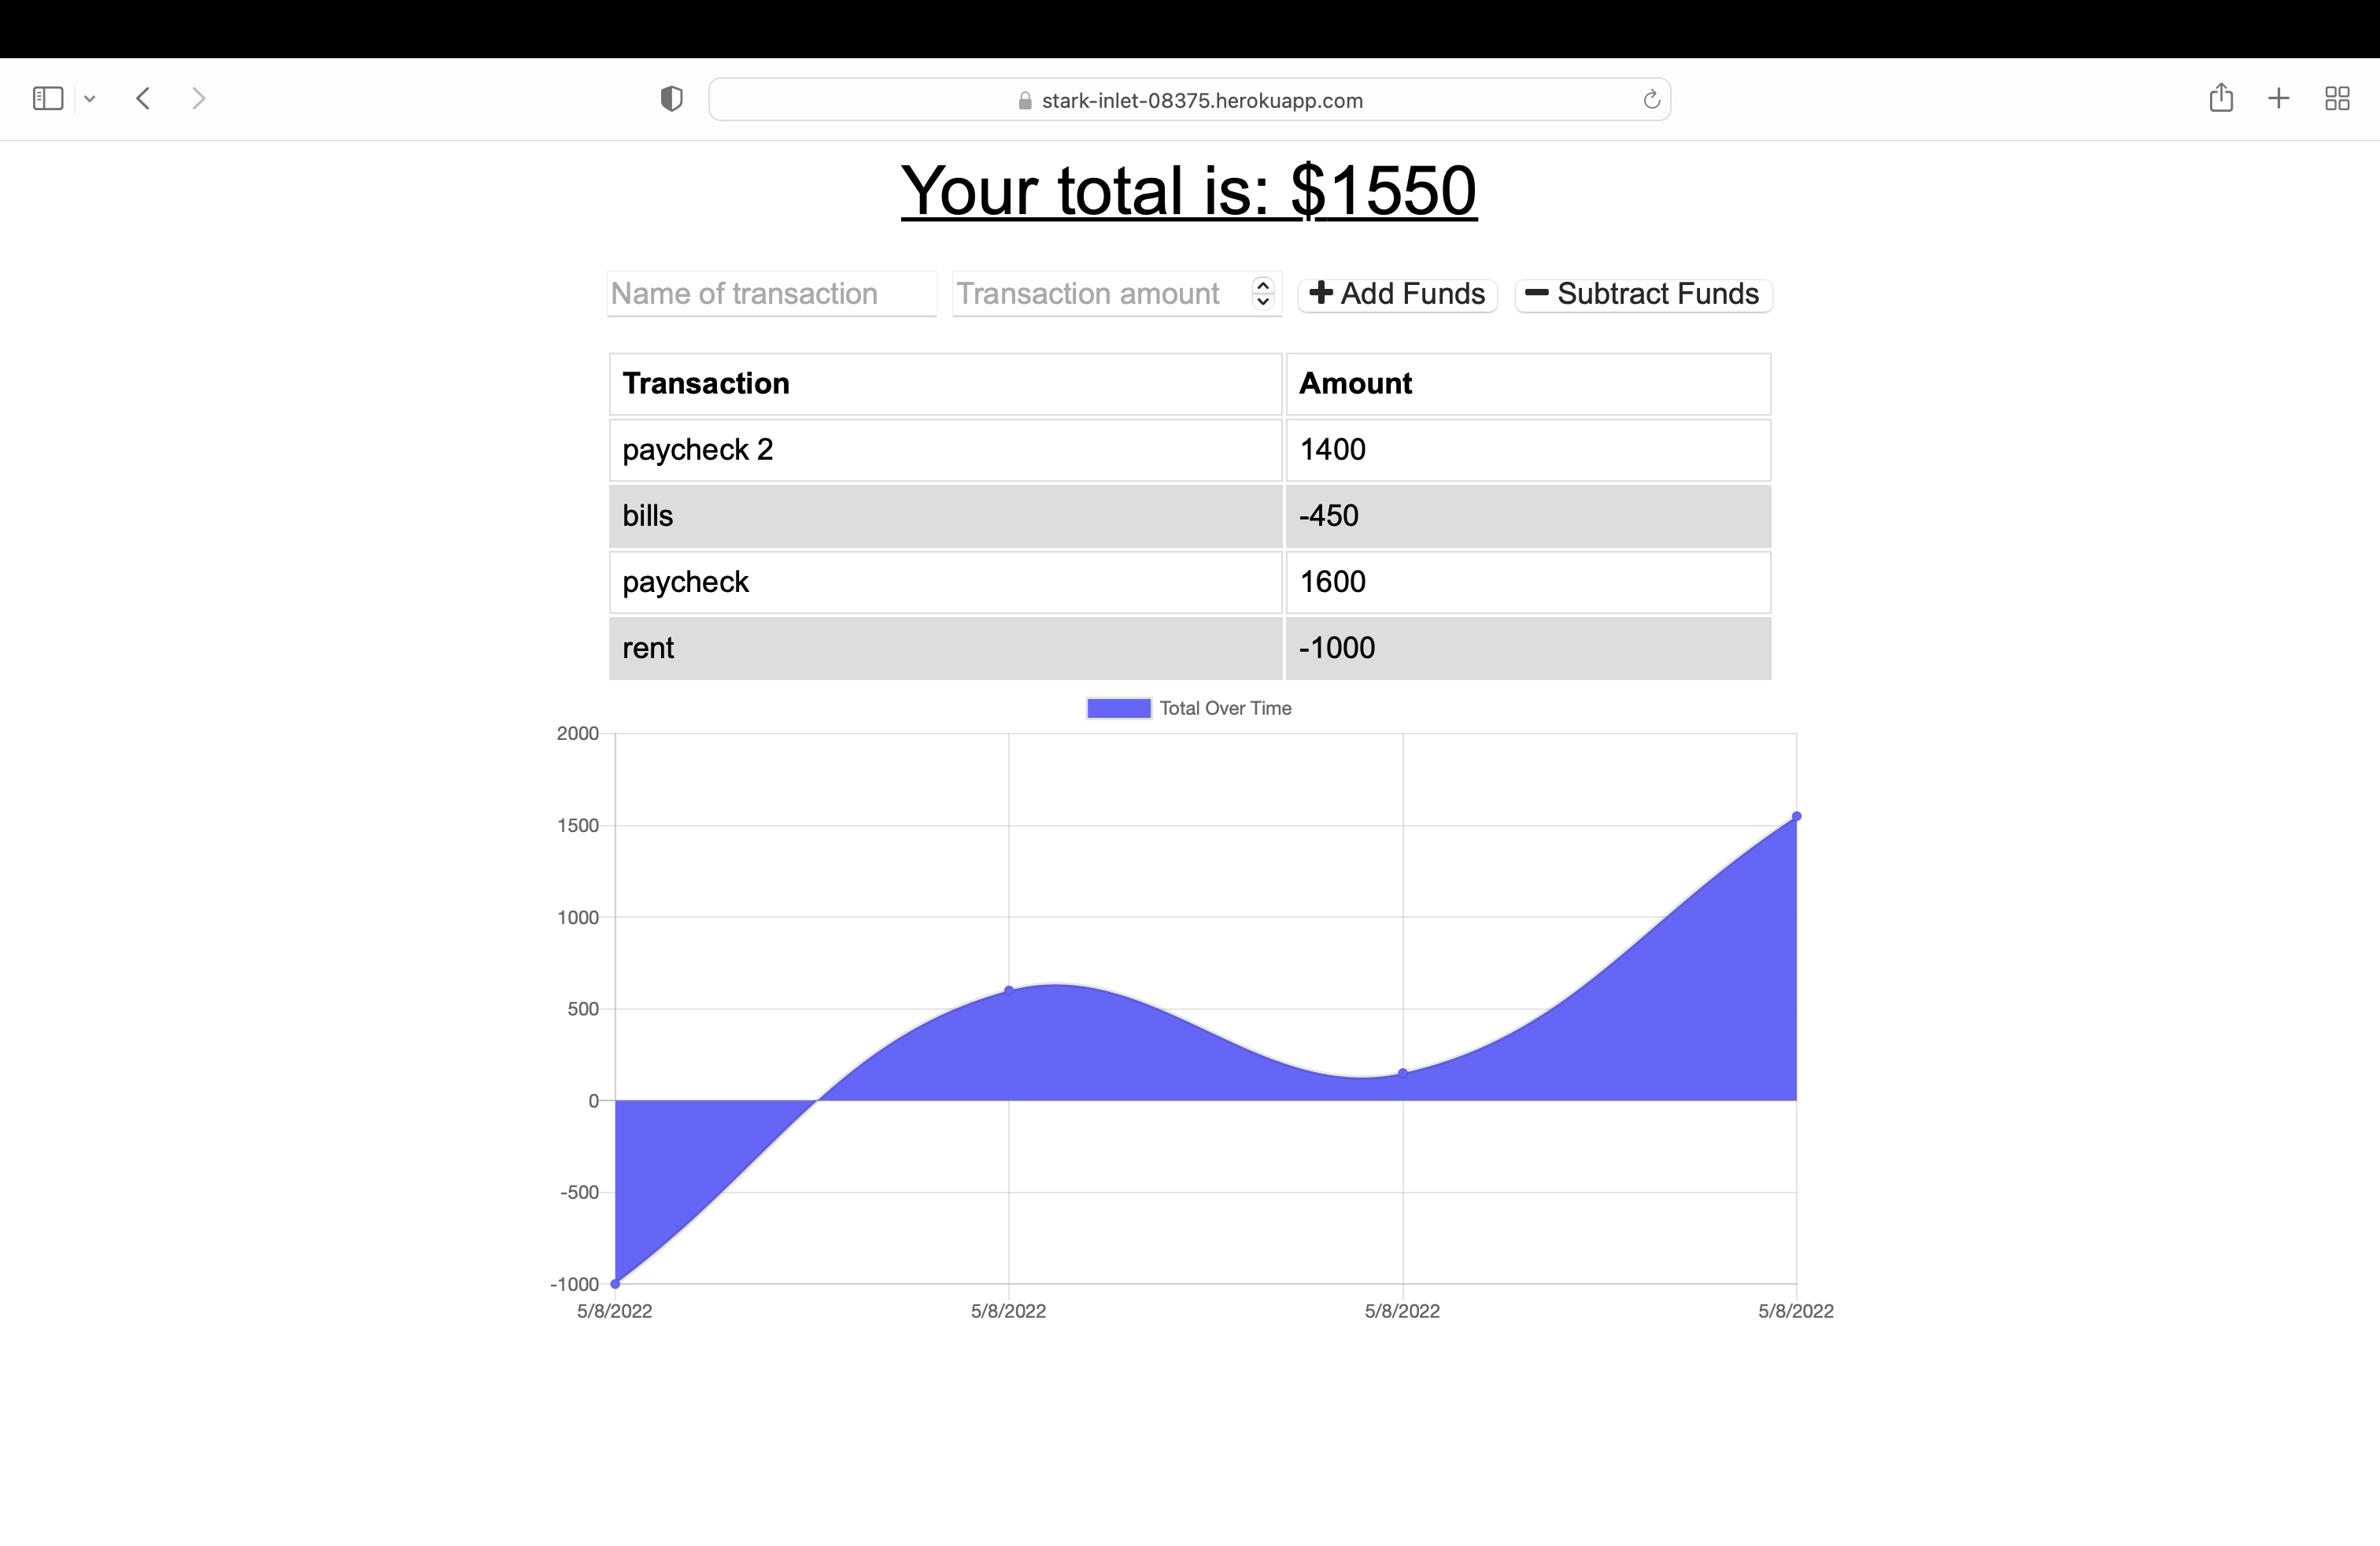 stark-inlet-08375.herokuapp.com
Your total is: $1550
Name of transaction Transaction amount Add Funds Subtract Funds
Transaction Amount
paycheck 2 1400
bills -450
paycheck 1600
rent -1000
Total Over Time
2000
1500
1000
500
0
-500
-1000
5/8/2022 5/8/2022 5/8/2022 5/8/2022